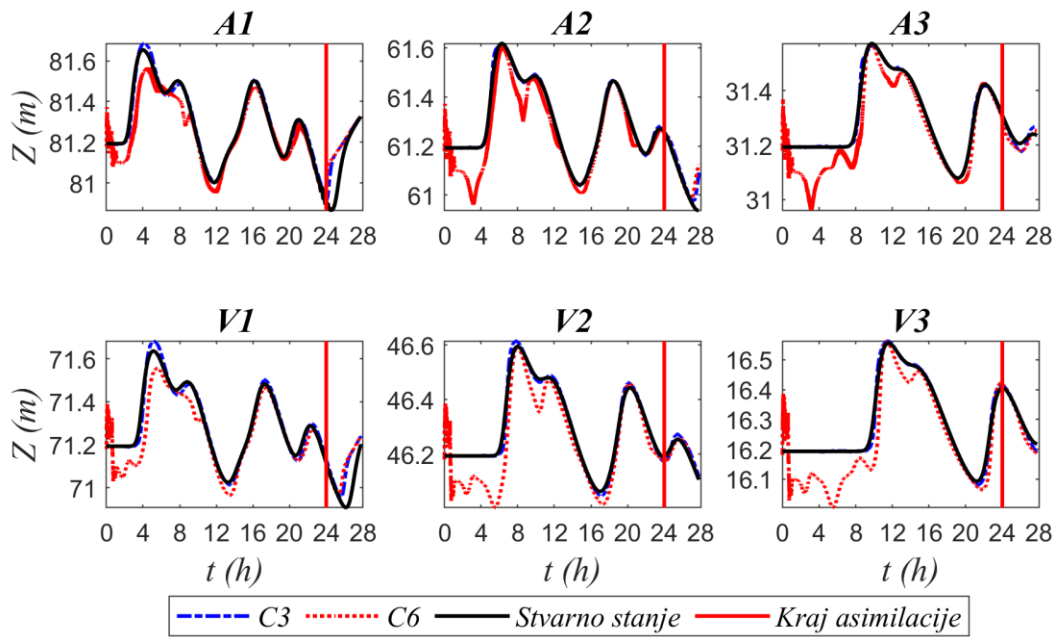 A1 A2 A3
Z (m)
81.6
81.4
81.2
81
0 4 8 12 16 20 24 28
61.6
61.4
61.2
61
0 4 8 12 16 20 24 28
31.4
31.2
31
0 4 8 12 16 20 24 28
V1 V2 V3
Z (m)
71.6
71.4
71.2
71
0 4 8 12 16 20 24 28
46.6
46.4
46.2
0 4 8 12 16 20 24 28
16.5
16.4
16.3
16.2
16.1
0 4 8 12 16 20 24 28
t (h) t (h) t (h)
C3 C6 Stvarno stanje Kraj asimilacije